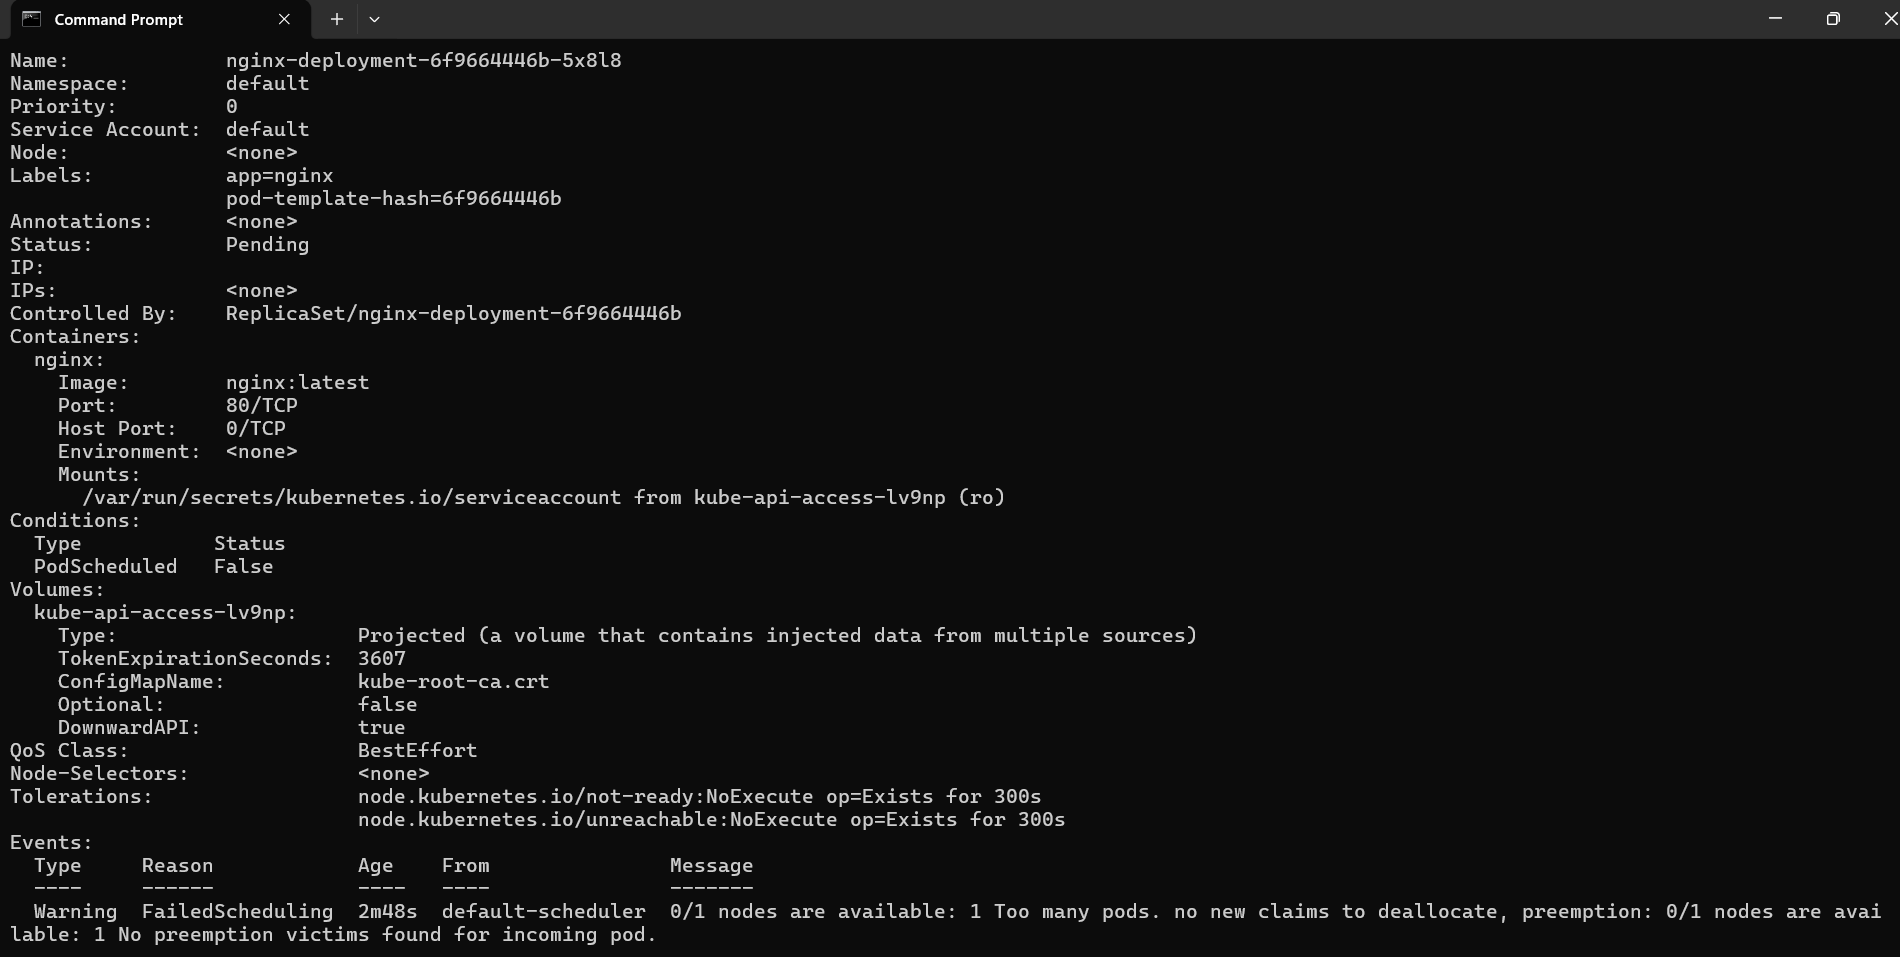 Command Prompt
Name:             nginx-deployment-6f9664446b-5x8l8
Namespace:        default
Priority:         0
Service Account:  default
Node:             <none>
Labels:           app=nginx
                  pod-template-hash=6f9664446b
Annotations:      <none>
Status:           Pending
IP:
IPs:              <none>
Controlled By:    ReplicaSet/nginx-deployment-6f9664446b
Containers:
  nginx:
    Image:        nginx:latest
    Port:         80/TCP
    Host Port:    0/TCP
    Environment:  <none>
    Mounts:
      /var/run/secrets/kubernetes.io/serviceaccount from kube-api-access-lv9np (ro)
Conditions:
  Type           Status
  PodScheduled   False
Volumes:
  kube-api-access-lv9np:
    Type:                    Projected (a volume that contains injected data from multiple sources)
    TokenExpirationSeconds:  3607
    ConfigMapName:           kube-root-ca.crt
    Optional:                false
    DownwardAPI:             true
QoS Class:                   BestEffort
Node-Selectors:              <none>
Tolerations:                 node.kubernetes.io/not-ready:NoExecute op=Exists for 300s
                             node.kubernetes.io/unreachable:NoExecute op=Exists for 300s
Events:
  Type     Reason            Age    From               Message
  ----     ------            ----   ----               -------
  Warning  FailedScheduling  2m48s  default-scheduler  0/1 nodes are available: 1 Too many pods. no new claims to deallocate, preemption: 0/1 nodes are avai
lable: 1 No preemption victims found for incoming pod.